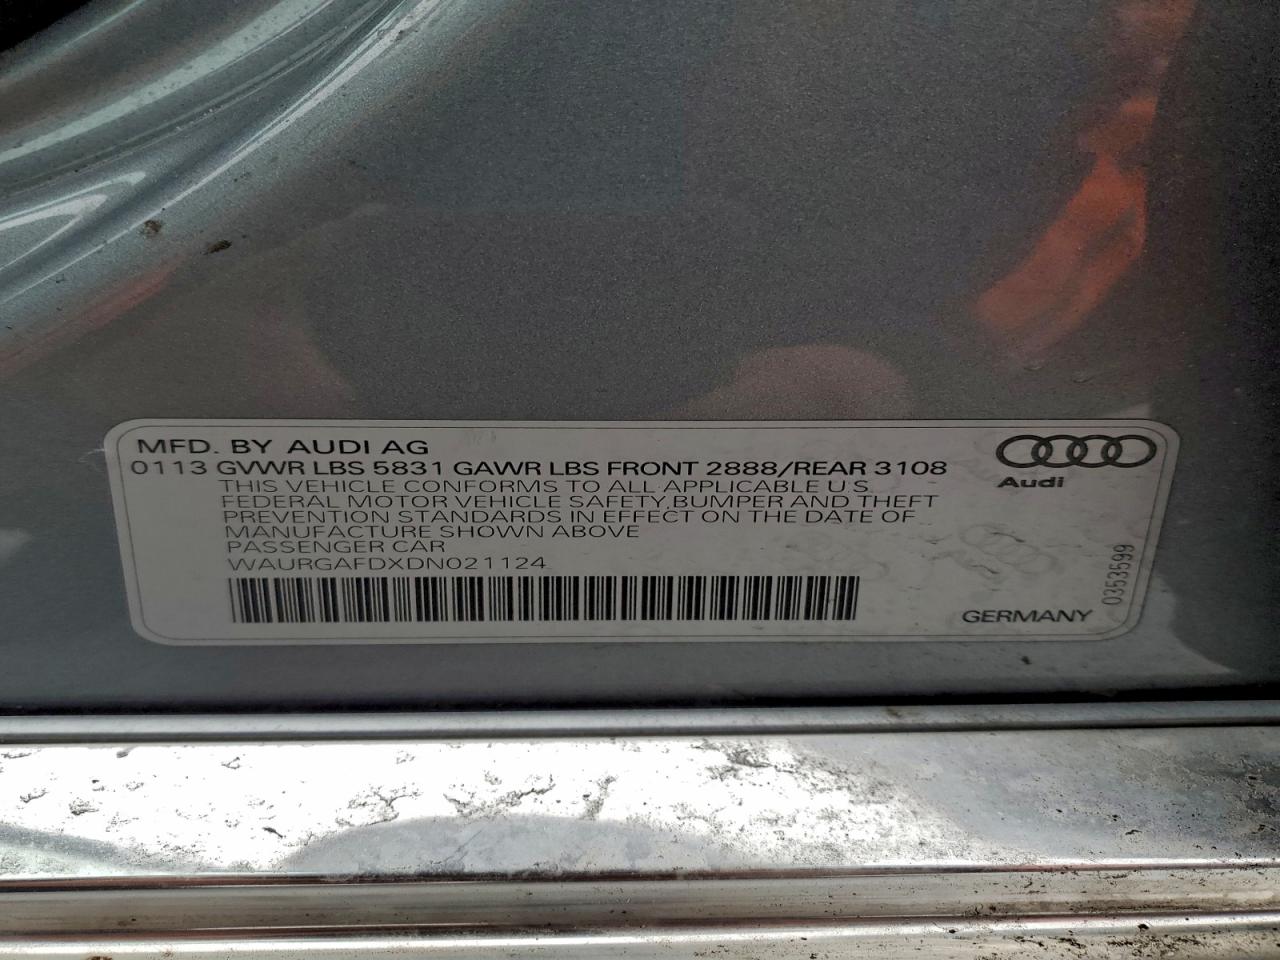 MFD. BY AUDI AG
0113 GVWR LBS 5831 GAWR LBS FRONT 2888/REAR 3108
THIS VEHICLE CONFORMS TO ALL APPLICABLE U.S.
FEDERAL MOTOR VEHICLE SAFETY, BUMPER AND THEFT
PREVENTION STANDARDS IN EFFECT ON THE DATE OF
MANUFACTURE SHOWN ABOVE
PASSENGER CAR
WAURGAFDXDN021124
Audi
0353599
GERMANY